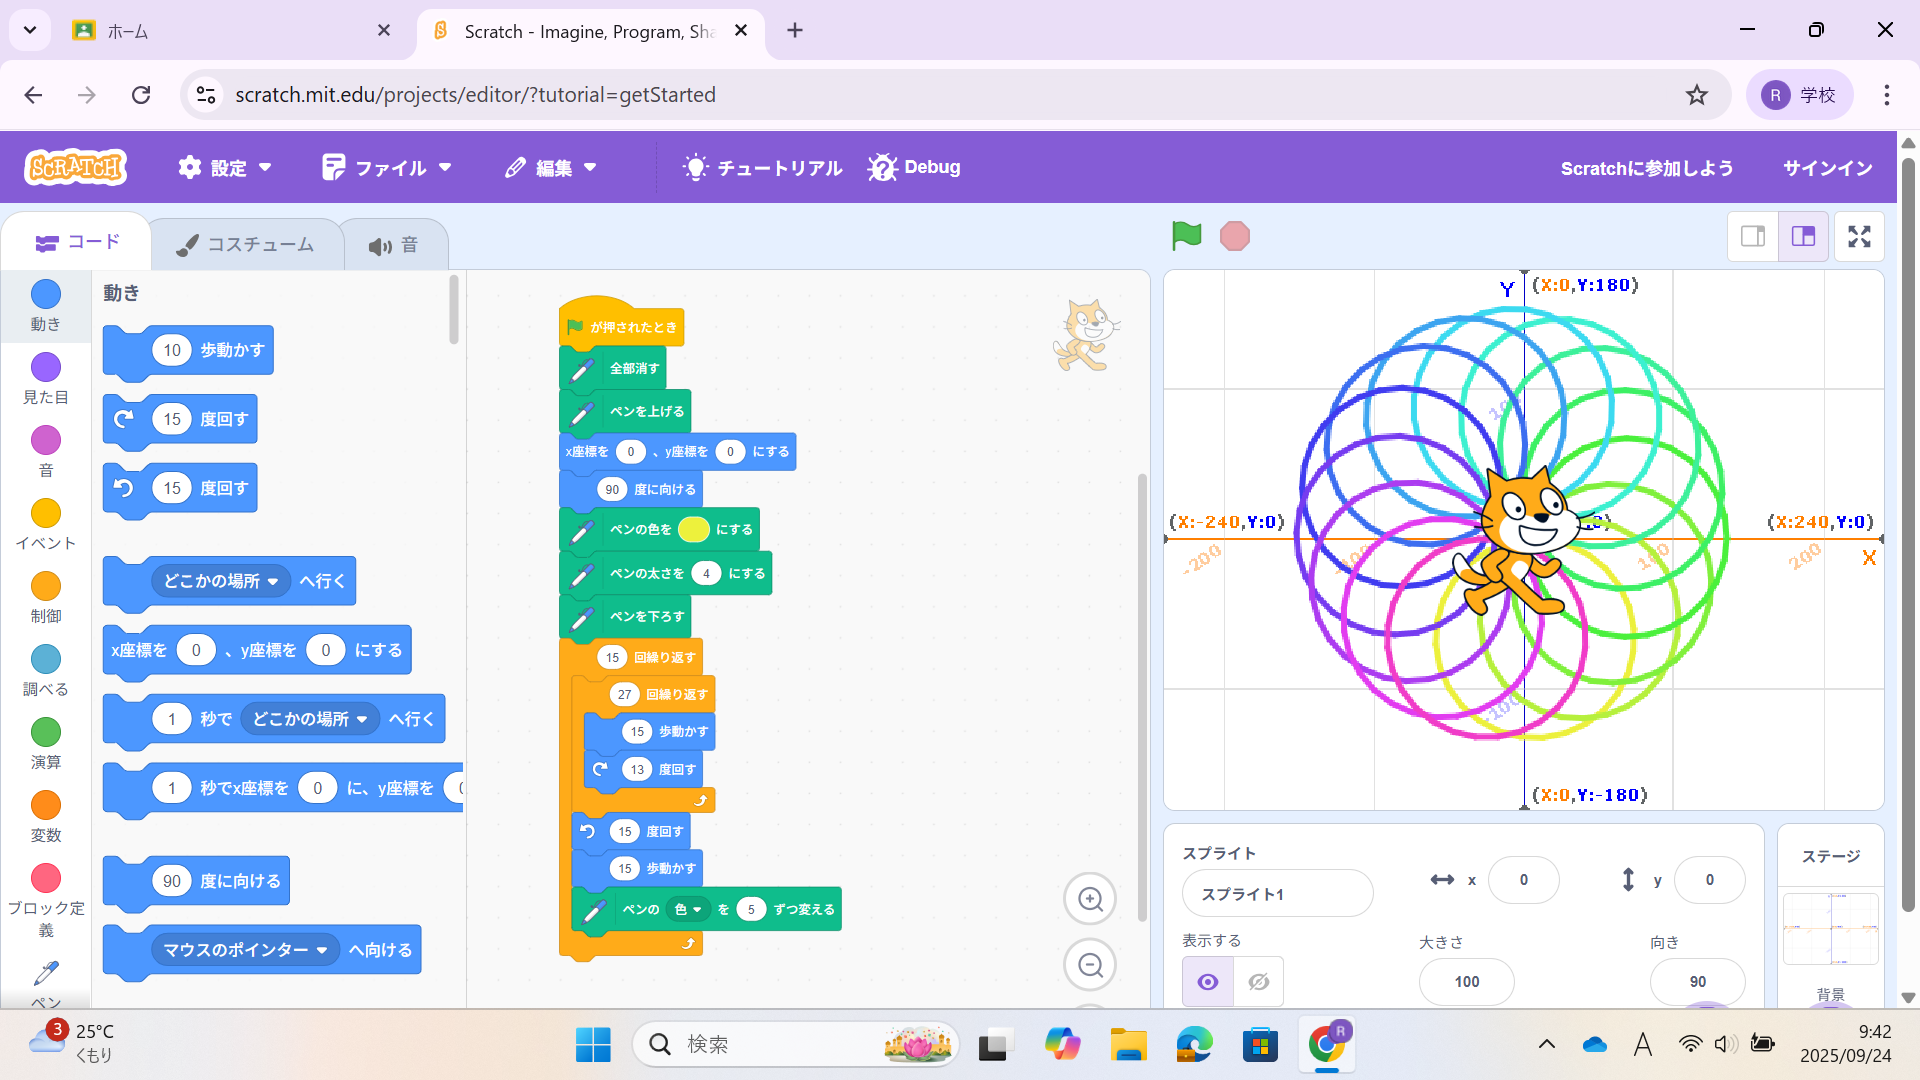 ホーム
Scratch - Imagine, Program, Sha
scratch.mit.edu/projects/editor/?tutorial=getStarted
R 学校
SCRATCH 設定 ファイル 編集 チュートリアル Debug Scratchに参加しよう サインイン
コード コスチューム 音
動き
見た目
音
イベント
制御
調べる
演算
変数
ブロック定義
ペン
動き
10 歩動かす
15 度回す
15 度回す
どこかの場所 へ行く
x座標を 0 、y座標を 0 にする
1 秒で どこかの場所 へ行く
1 秒でx座標を 0 に、y座標を
90 度に向ける
マウスのポインター へ向ける
が押されたとき
全部消す
ペンを上げる
x座標を 0 、y座標を 0 にする
90 度に向ける
ペンの色を にする
ペンの太さを 4 にする
ペンを下ろす
15 回繰り返す
27 回繰り返す
15 歩動かす
13 度回す
15 度回す
15 歩動かす
ペンの 色 を 5 ずつ変える
Y (X:0,Y:180)
(X:-240,Y:0)
(X:240,Y:0)
-200
100
200
X
-100
(X:0,Y:-180)
スプライト
スプライト1
x 0
y 0
表示する
大きさ
100
向き
90
ステージ
背景
3
25°C
くもり
検索
R
A
9:42
2025/09/24